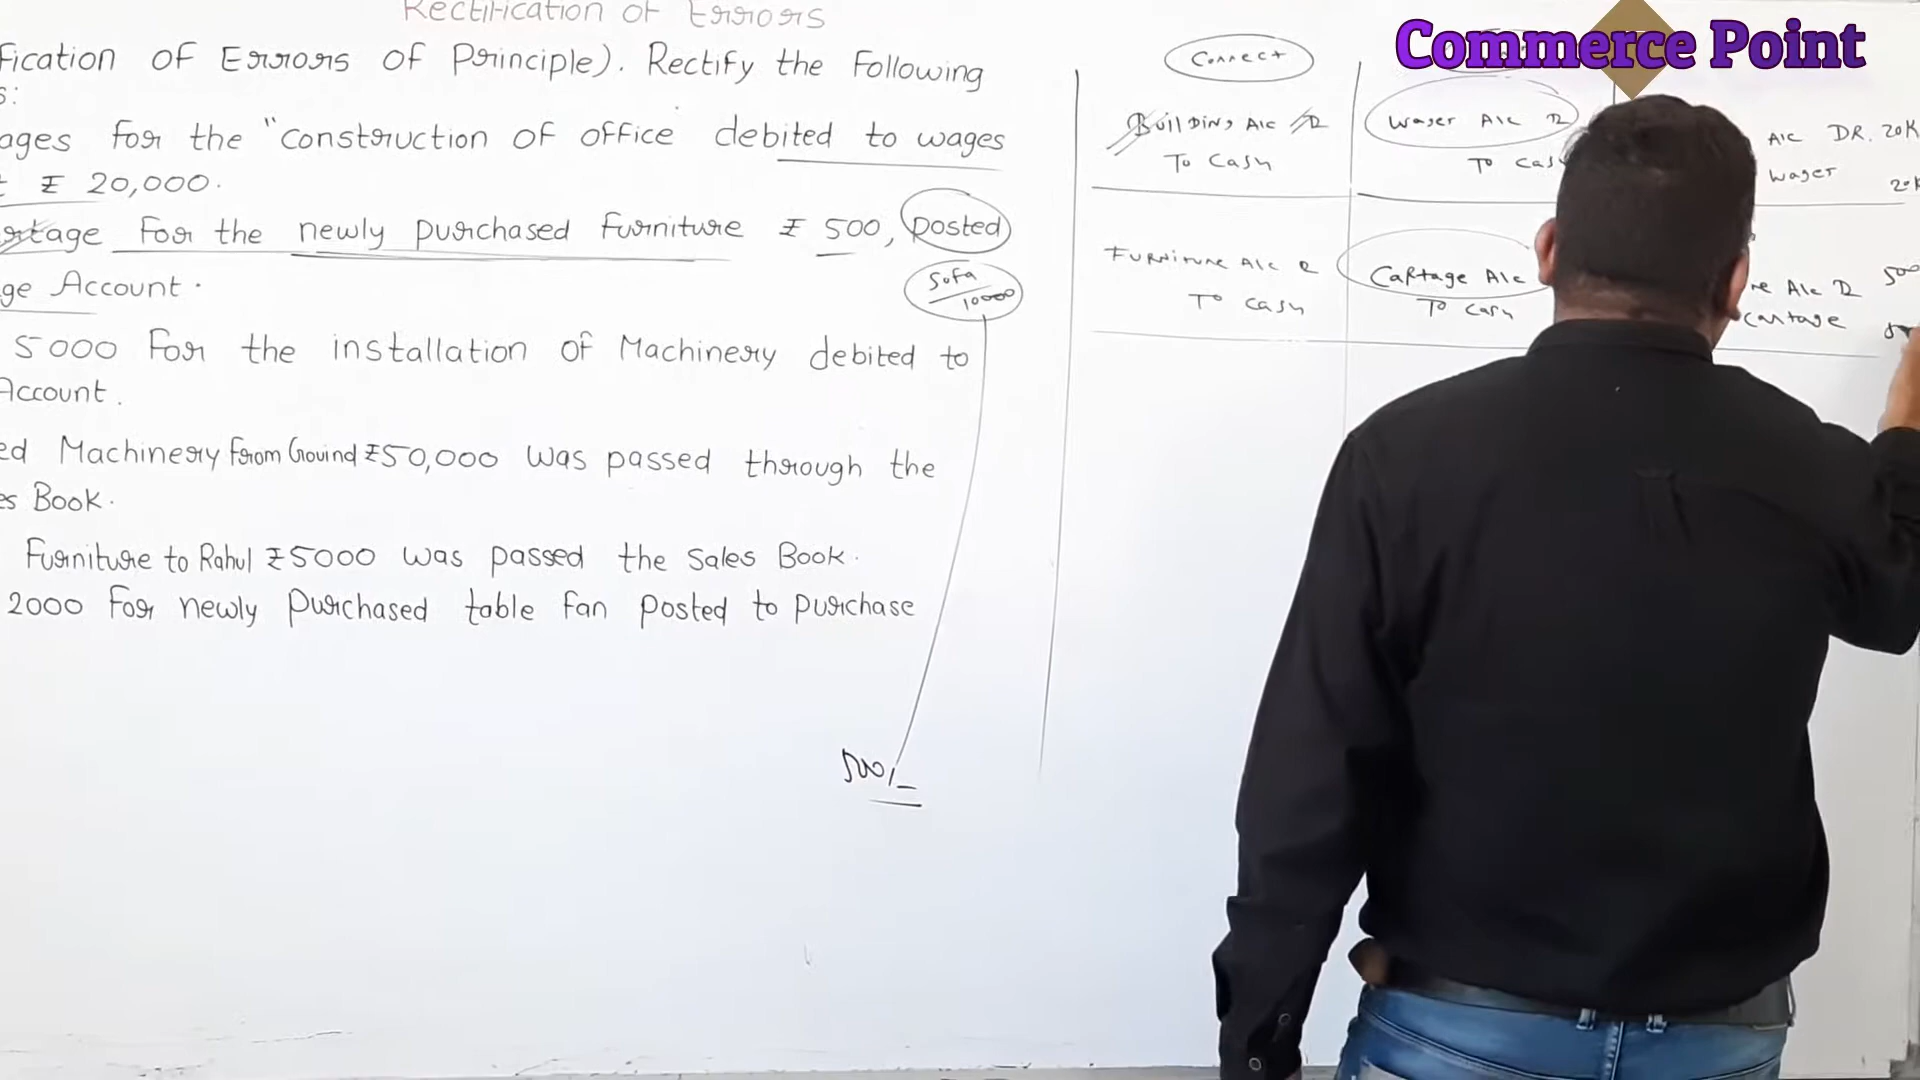 Rectification of Errors
fication of Errors of Principle). Rectify the Following
s:
ages for the "construction of office debited to wages
t ₹ 20,000.
ortage For the newly purchased Furniture ₹ 500, posted
ge Account.
Sofa
10000
5000 For the installation of Machinery debited to
Account.
ed Machinery From Govind ₹50,000 was passed through the
es Book.
Furniture to Rahul ₹5000 was passed the sales Book.
2000 For newly purchased table fan posted to purchase
500/-
Correct
Commerce Point
Building A/c DR
To Cash
Wages A/c DR
To Cas
A/c DR. 20K
Wages
20K
Furniture A/c DR
To Cash
Cartage A/c
To Cash
re A/c DR
500
Cartage